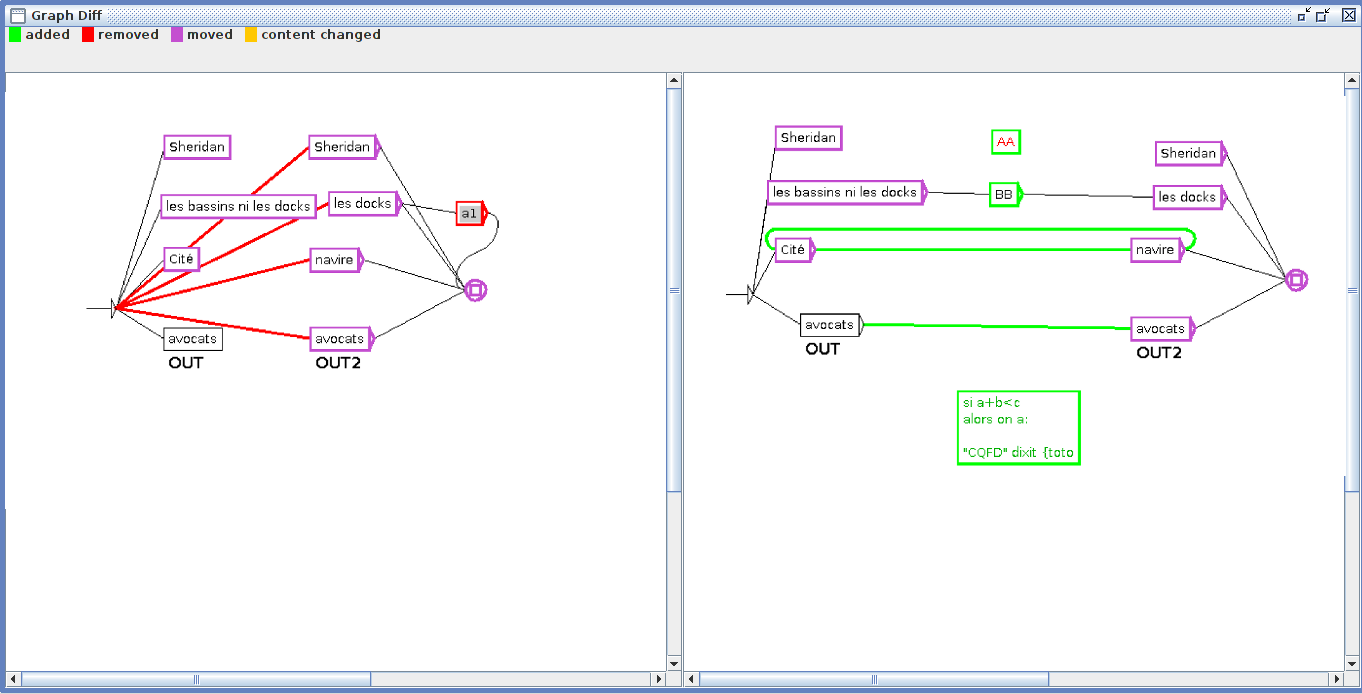 Graph Diff
added removed moved content changed
Sheridan
Sheridan
les bassins ni les docks
les docks
a1
Cité
navire
avocats
avocats
OUT
OUT2
Sheridan
AA
Sheridan
les bassins ni les docks
BB
les docks
Cité
navire
avocats
avocats
OUT
OUT2
si a+b<c
alors on a:
"CQFD" dixit {toto